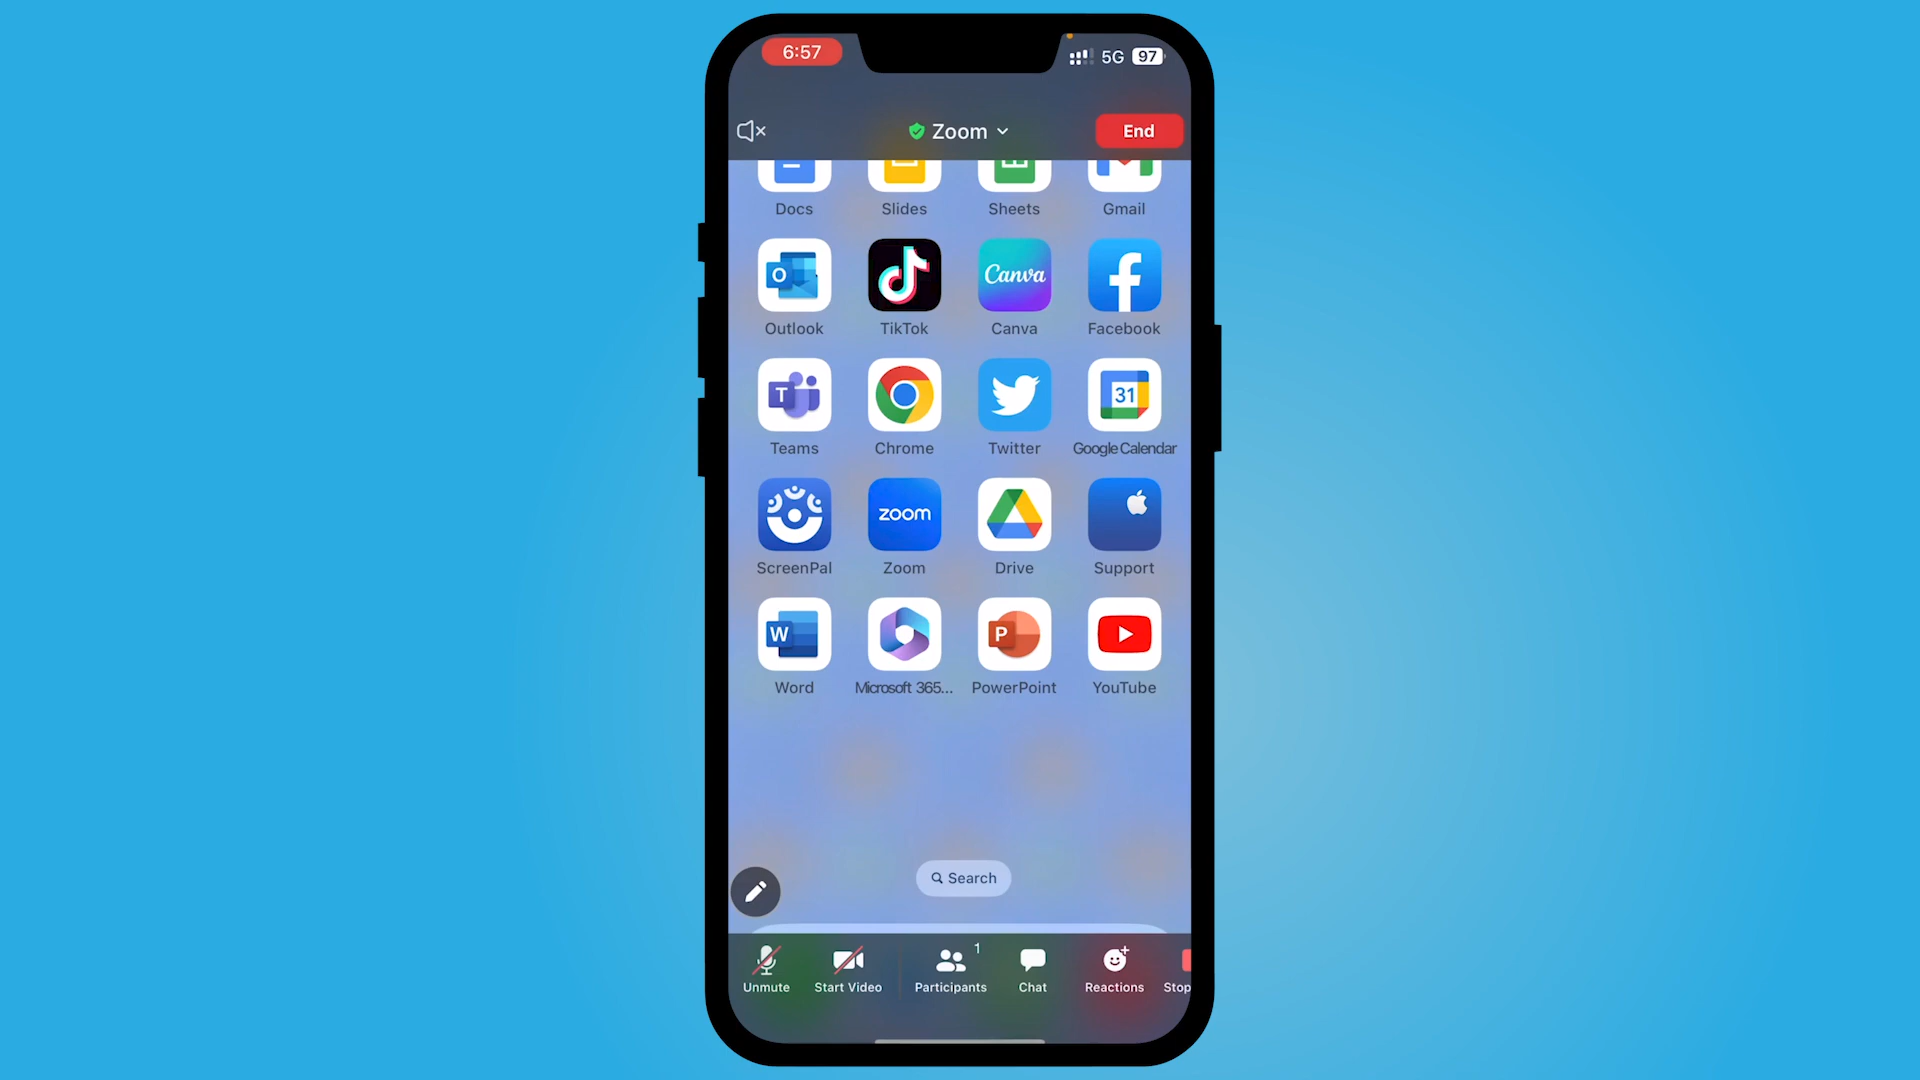 6:57
5G 97
Zoom
End
Docs Slides Sheets Gmail
O Canva
Outlook TikTok Canva Facebook
T 31
Teams Chrome Twitter Google Calendar
zoom
ScreenPal Zoom Drive Support
W P
Word Microsoft 365... PowerPoint YouTube
Search
1
Unmute Start Video Participants Chat Reactions Stop